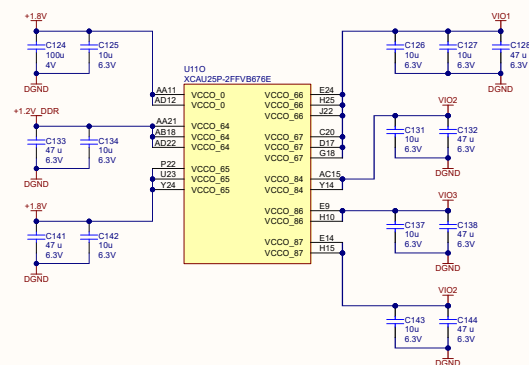 +1.8V
C124
100u
4V
C125
10u
6.3V
DGND
+1.2V_DDR
C133
47 u
6.3V
C134
10u
6.3V
DGND
+1.8V
C141
47 u
6.3V
C142
10u
6.3V
DGND
U11O
XCAU25P-2FFVB676E
AA11 VCCO_0
AD12 VCCO_0
AA21 VCCO_64
AB18 VCCO_64
AD22 VCCO_64
P22 VCCO_65
U23 VCCO_65
Y24 VCCO_65
VCCO_66 E24
VCCO_66 H25
VCCO_66 J22
VCCO_67 C20
VCCO_67 D17
VCCO_67 G18
VCCO_84 AC15
VCCO_84 Y14
VCCO_86 E9
VCCO_86 H10
VCCO_87 E14
VCCO_87 H15
VIO1
C126
10u
6.3V
C127
10u
6.3V
C128
47 u
6.3V
DGND
VIO2
C131
10u
6.3V
C132
47 u
6.3V
DGND
VIO3
C137
10u
6.3V
C138
47 u
6.3V
DGND
VIO2
C143
10u
6.3V
C144
47 u
6.3V
DGND